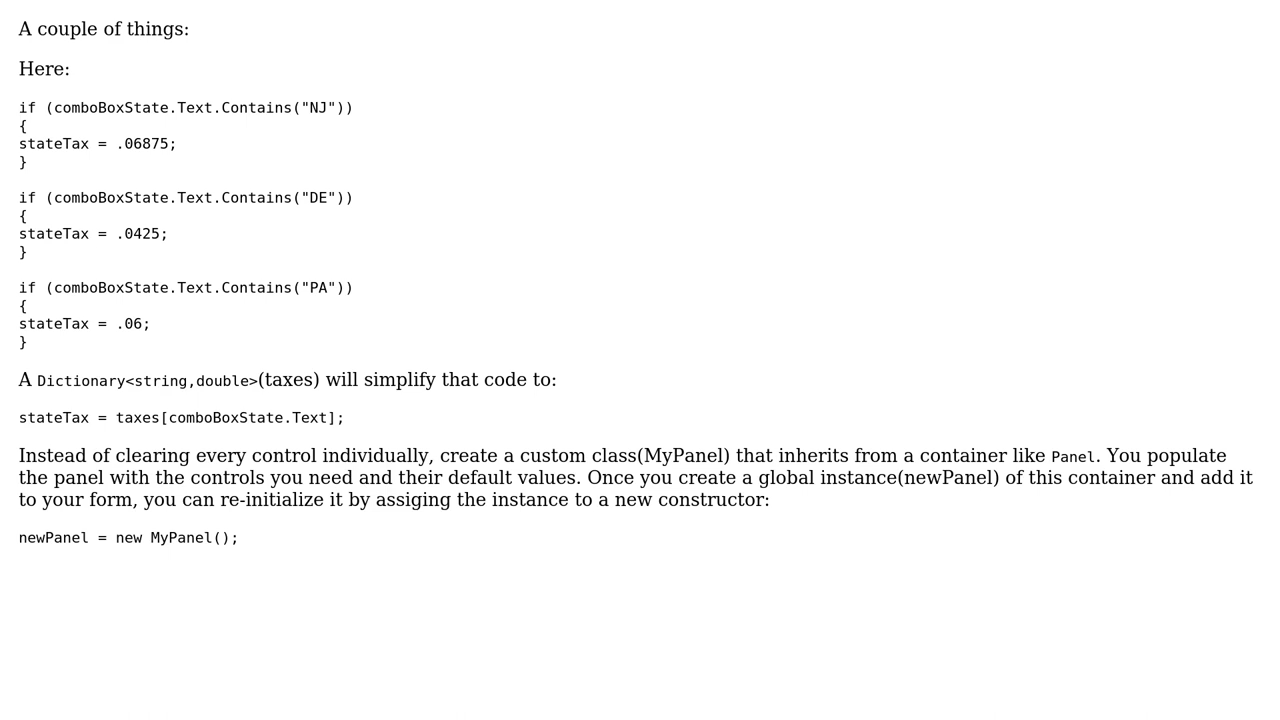 A couple of things:
Here:
if (comboBoxState.Text.Contains("NJ"))
{
stateTax = .06875;
}
if (comboBoxState.Text.Contains("DE"))
{
stateTax = .0425;
}
if (comboBoxState.Text.Contains("PA"))
{
stateTax = .06;
}
A Dictionary<string,double>(taxes) will simplify that code to:
stateTax = taxes[comboBoxState.Text];
Instead of clearing every control individually, create a custom class(MyPanel) that inherits from a container like Panel. You populate
the panel with the controls you need and their default values. Once you create a global instance(newPanel) of this container and add it
to your form, you can re-initialize it by assiging the instance to a new constructor:
newPanel = new MyPanel();